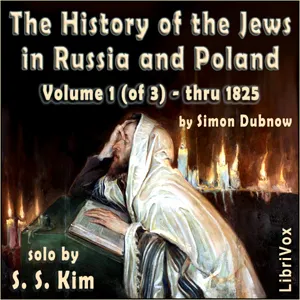 The History of the Jews
in Russia and Poland
Volume 1 (of 3) - thru 1825
by Simon Dubnow
solo by
S. S. Kim
LibriVox